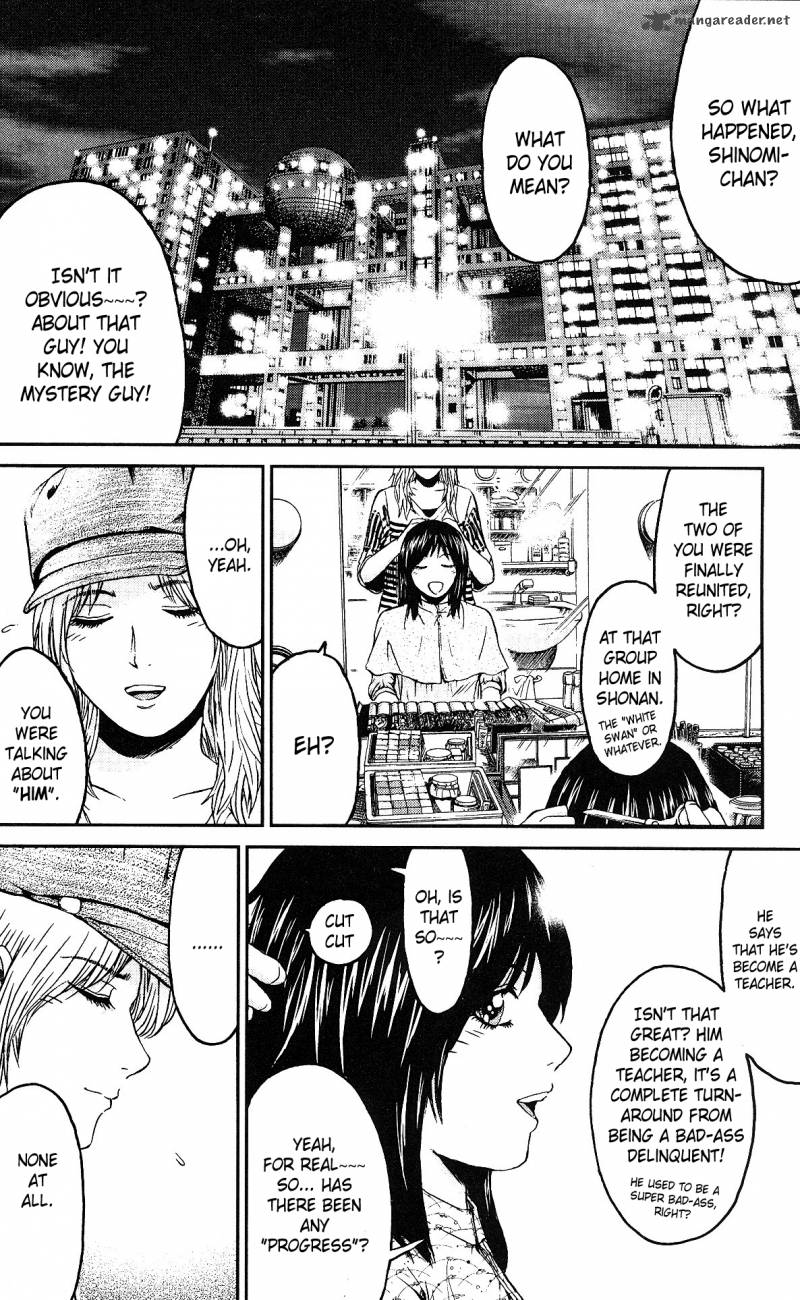 mangareader.net
SO WHAT
HAPPENED,
SHINOMI-
CHAN?
WHAT
DO YOU
MEAN?
ISN'T IT
OBVIOUS~~~?
ABOUT THAT
GUY! YOU
KNOW, THE
MYSTERY GUY!
THE
TWO OF
YOU WERE
FINALLY
REUNITED,
RIGHT?
AT THAT
GROUP
HOME IN
SHONAN.
THE "WHITE
SWAN" OR
WHATEVER.
EH?
...OH,
YEAH.
YOU
WERE
TALKING
ABOUT
"HIM".
HE
SAYS
THAT HE'S
BECOME A
TEACHER.
ISN'T THAT
GREAT? HIM
BECOMING A
TEACHER, IT'S A
COMPLETE TURN-
AROUND FROM
BEING A BAD-ASS
DELINQUENT!
HE USED TO BE A
SUPER BAD-ASS,
RIGHT?
OH, IS
THAT
SO~~~
?
CUT
CUT
YEAH,
FOR REAL~~~
SO... HAS
THERE BEEN
ANY
"PROGRESS"?
......
NONE
AT
ALL.